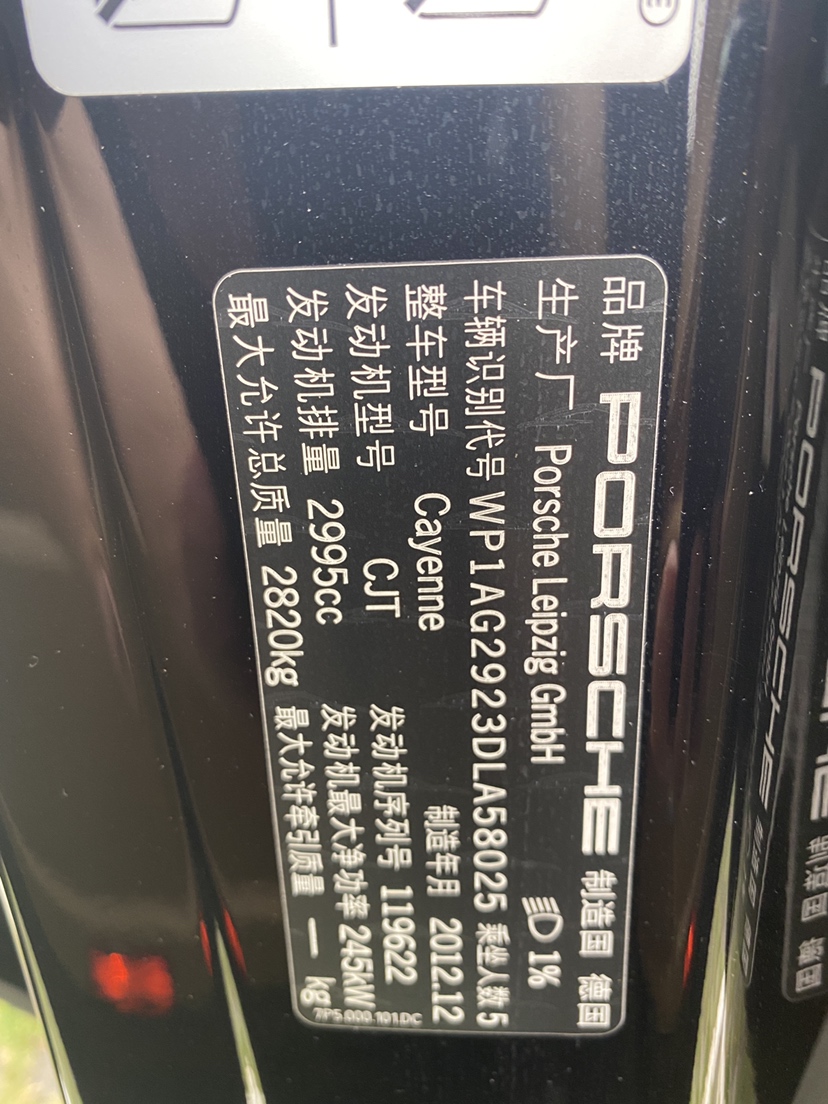 品牌 PORSCHE 制造国 德国
生产厂 Porsche Leipzig GmbH 1%
车辆识别代号 WP1AG2923DLA58025 乘坐人数 5
整车型号 Cayenne 制造年月 2012.12
发动机型号 CJT 发动机序列号 119622
发动机排量 2995cc 发动机最大净功率 245kW
最大允许总质量 2820kg 最大允许牵引质量 — kg
7P5.000.101.DC